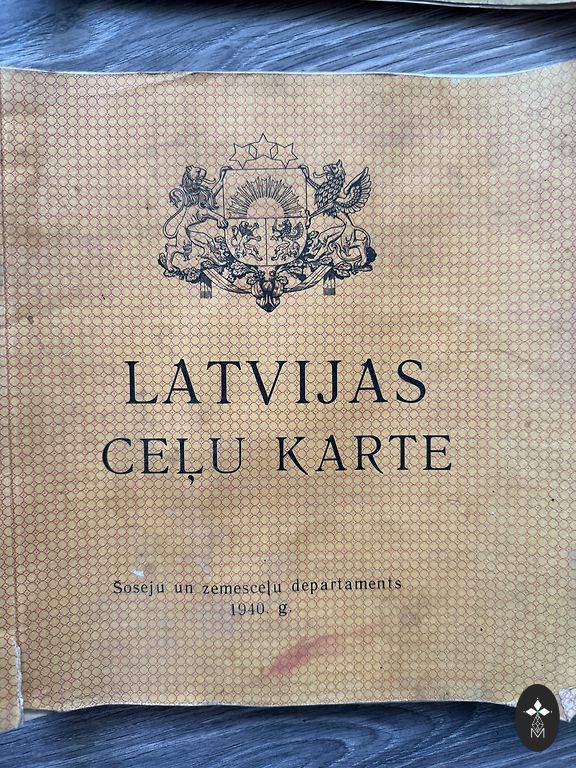 LATVIJAS
CEĻU KARTE
Šoseju un zemesceļu departaments
1940. g.
M